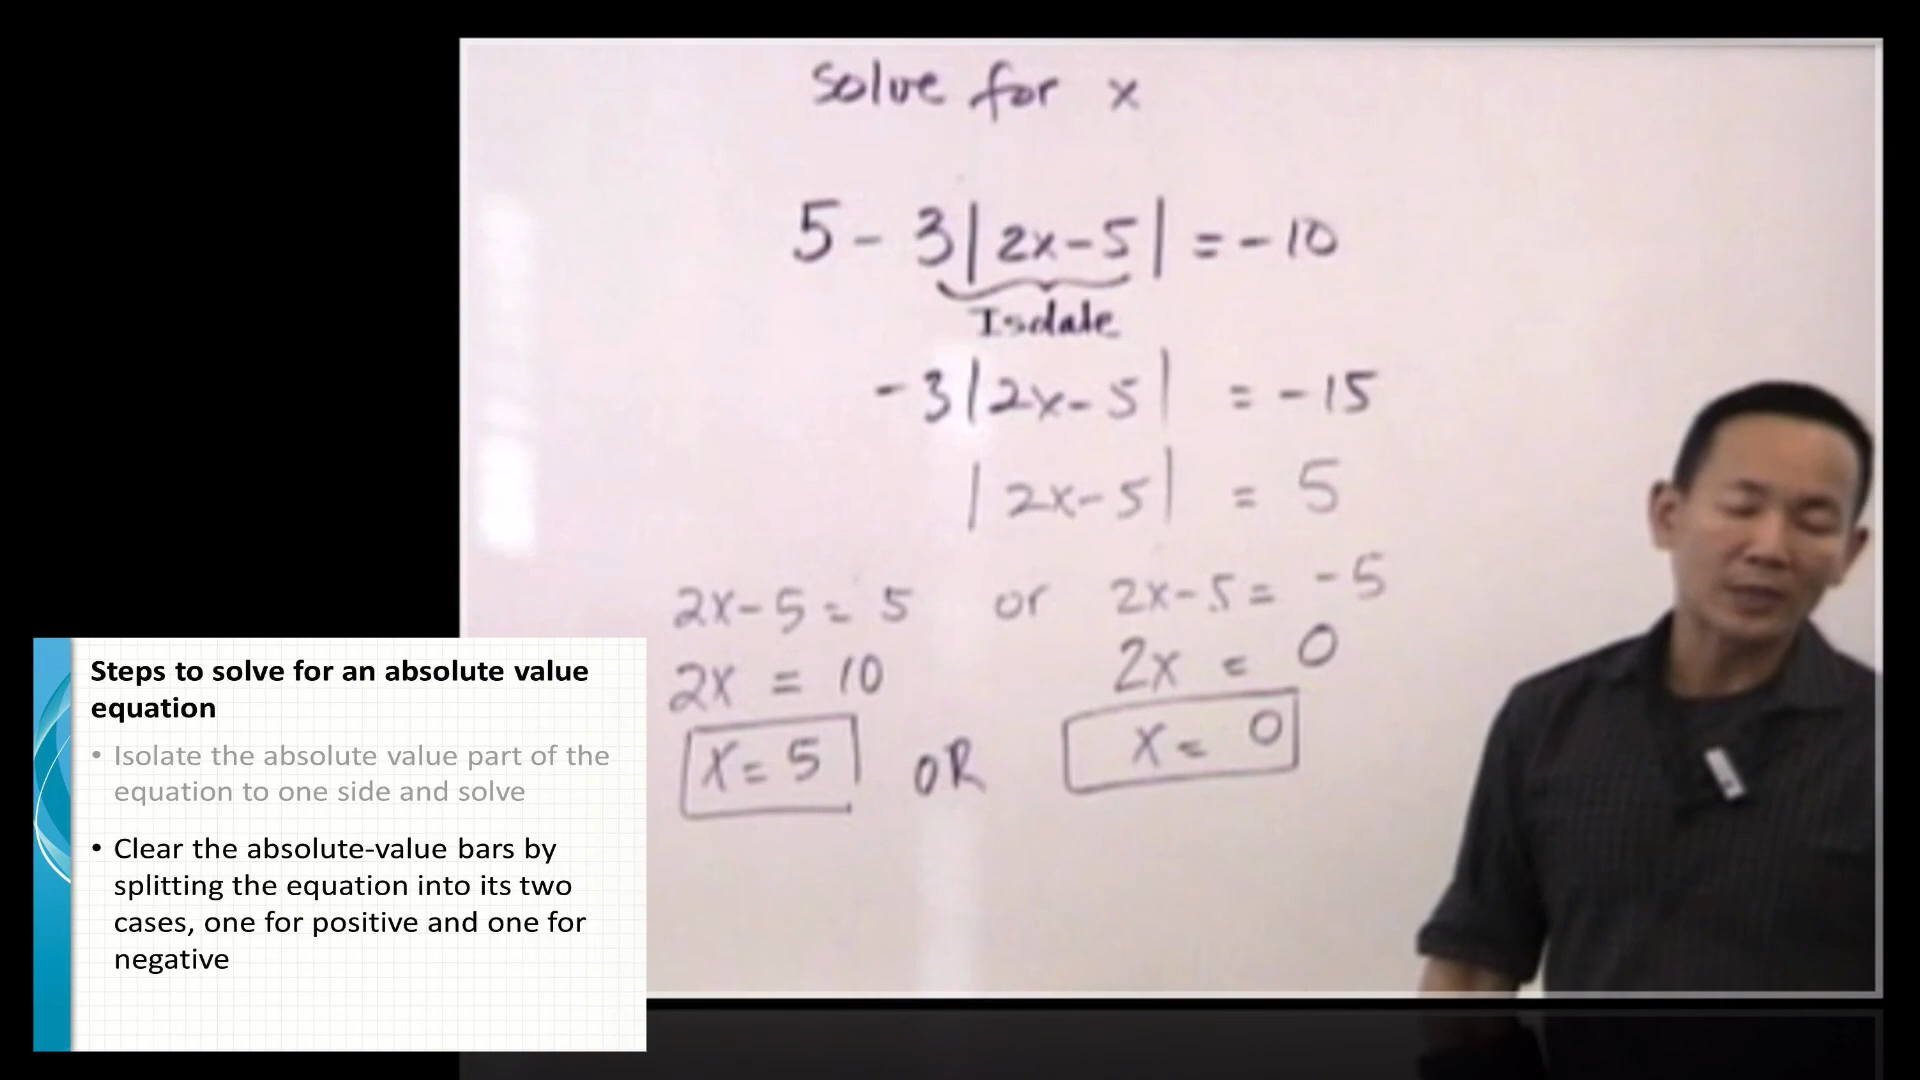 Solve for x
5 - 3|2x-5| = -10
Isolate
-3|2x-5| = -15
|2x-5| = 5
2x-5 = 5 or 2x-5 = -5
2x = 10 2x = 0
x = 5 OR x = 0
Steps to solve for an absolute value
equation
• Isolate the absolute value part of the
equation to one side and solve
• Clear the absolute-value bars by
splitting the equation into its two
cases, one for positive and one for
negative